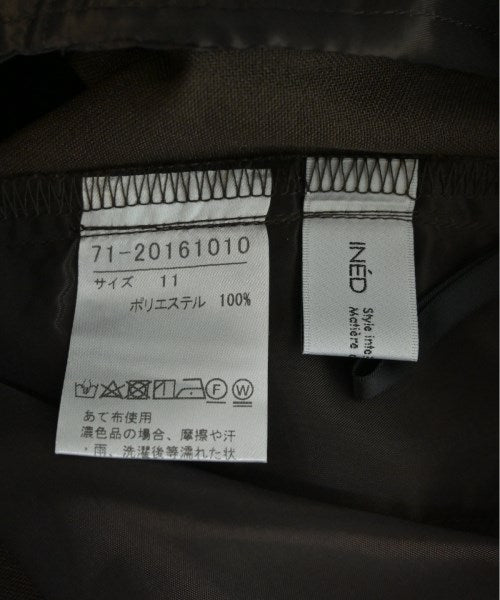 71-20161010
サイズ 11
ポリエステル 100%
F W
あて布使用
濃色品の場合、摩擦や汗
・雨、洗濯後等濡れた状
INÉD
Style inte
Matière